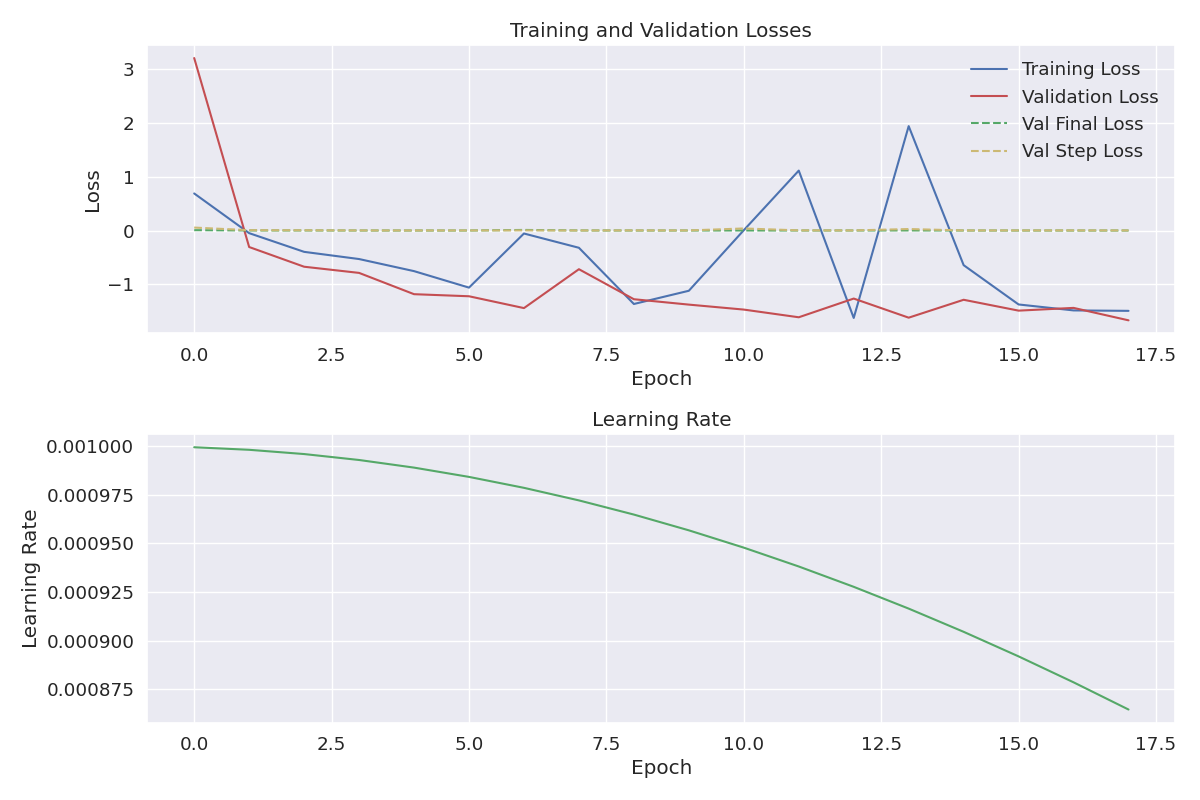 Training and Validation Losses
Loss
3
2
1
0
−1
Training Loss
Validation Loss
Val Final Loss
Val Step Loss
0.0 2.5 5.0 7.5 10.0 12.5 15.0 17.5
Epoch
Learning Rate
Learning Rate
0.001000
0.000975
0.000950
0.000925
0.000900
0.000875
0.0 2.5 5.0 7.5 10.0 12.5 15.0 17.5
Epoch